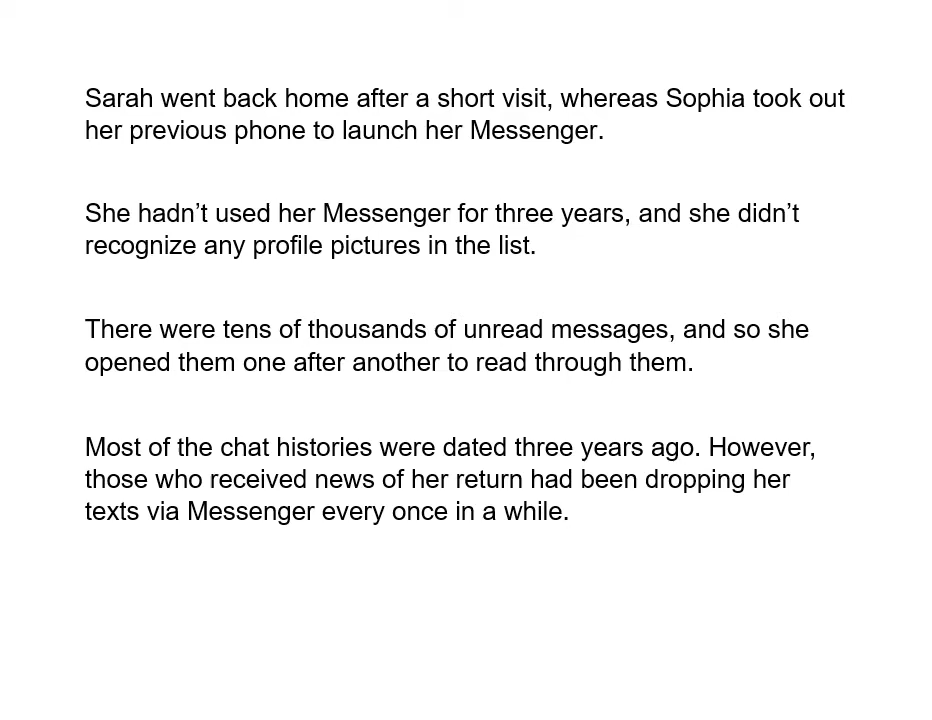 Sarah went back home after a short visit, whereas Sophia took out
her previous phone to launch her Messenger.
She hadn’t used her Messenger for three years, and she didn’t
recognize any profile pictures in the list.
There were tens of thousands of unread messages, and so she
opened them one after another to read through them.
Most of the chat histories were dated three years ago. However,
those who received news of her return had been dropping her
texts via Messenger every once in a while.